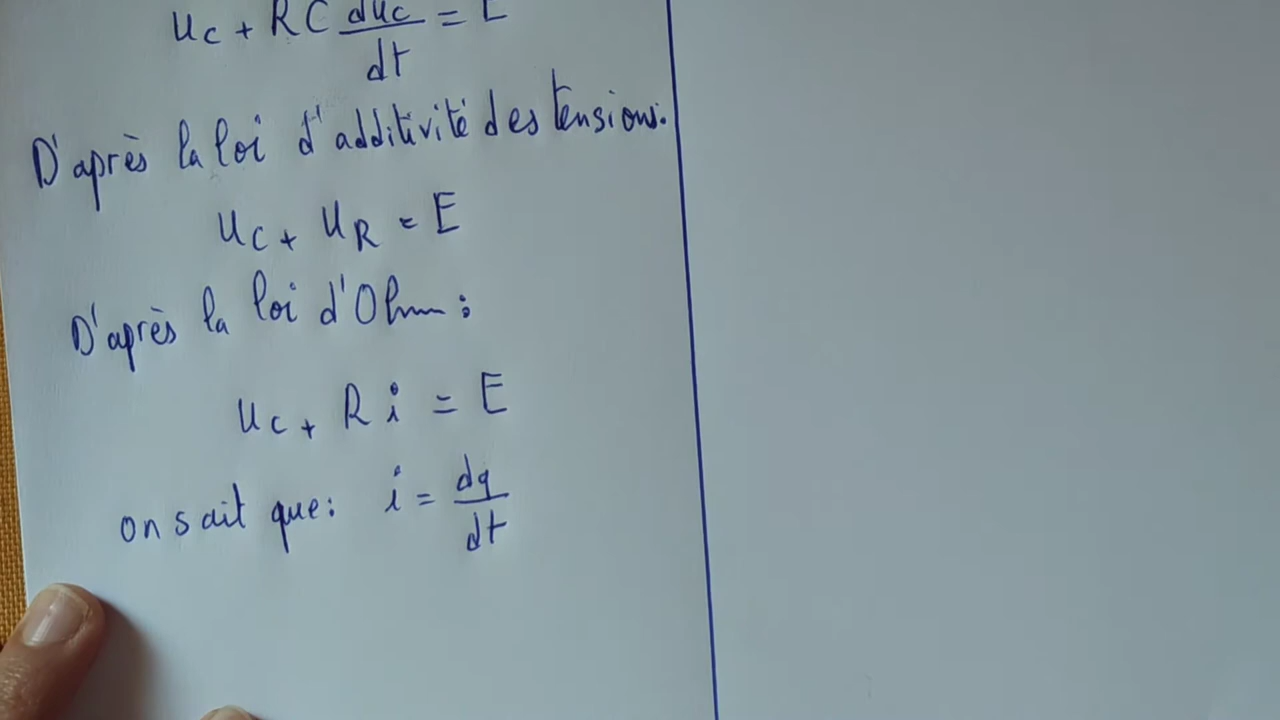 uc + RC duc/dt = E
D'après la loi d'additivité des tensions.
uc + uR = E
D'après la loi d'Ohm :
uc + R i = E
on sait que : i = dq/dt